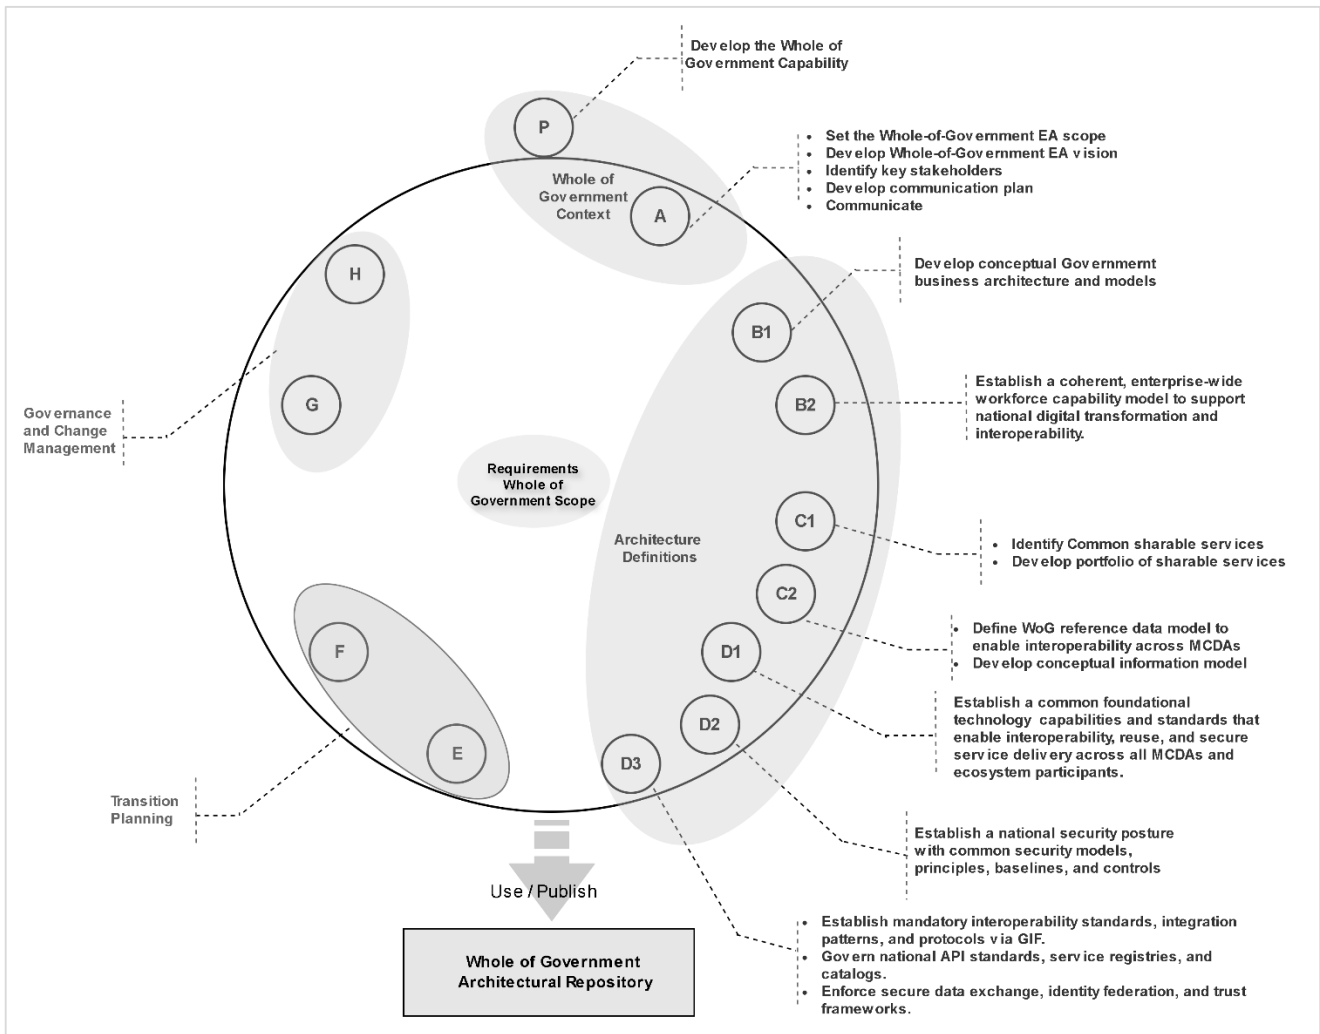 Develop the Whole of
Government Capability
P
• Set the Whole-of-Government EA scope
• Develop Whole-of-Government EA vision
• Identify key stakeholders
• Develop communication plan
• Communicate
Whole of
Government
Context
A
H
Develop conceptual Governernt
business architecture and models
B1
G
B2
Establish a coherent, enterprise-wide
workforce capability model to support
national digital transformation and
interoperability.
Governance
and Change
Management
Requirements
Whole of
Government Scope
C1
• Identify Common sharable services
• Develop portfolio of sharable services
Architecture
Definitions
C2
• Define WoG reference data model to
enable interoperability across MCDAs
• Develop conceptual information model
F
D1
Establish a common foundational
technology capabilities and standards that
enable interoperability, reuse, and secure
service delivery across all MCDAs and
ecosystem participants.
D2
E
D3
Transition
Planning
Establish a national security posture
with common security models,
principles, baselines, and controls
Use / Publish
• Establish mandatory interoperability standards, integration
patterns, and protocols via GIF.
• Govern national API standards, service registries, and
catalogs.
• Enforce secure data exchange, identity federation, and trust
frameworks.
Whole of Government
Architectural Repository